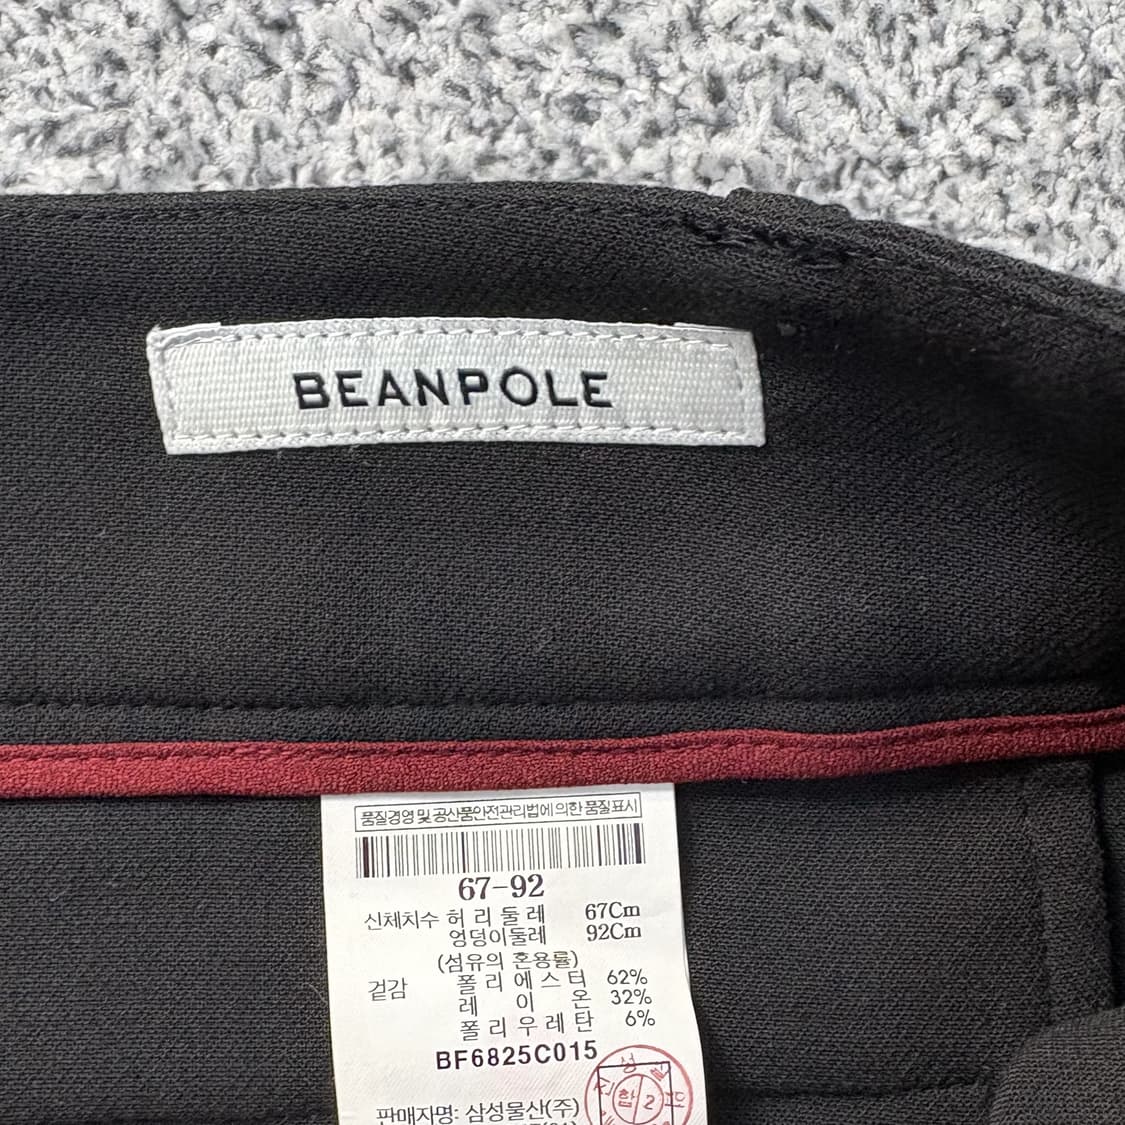 BEANPOLE
품질경영 및 공산품안전관리법에 의한 품질표시
67-92
신체치수 허리둘레 67Cm
엉덩이둘레 92Cm
(섬유의 혼용률)
겉감 폴리에스터 62%
레이온 32%
폴리우레탄 6%
BF6825C015
판매자명: 삼성물산(주)
합 2